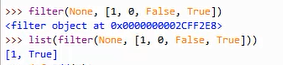 >>> filter(None, [1, 0, False, True])
<filter object at 0x0000000002CFF2E8>
>>> list(filter(None, [1, 0, False, True]))
[1, True]